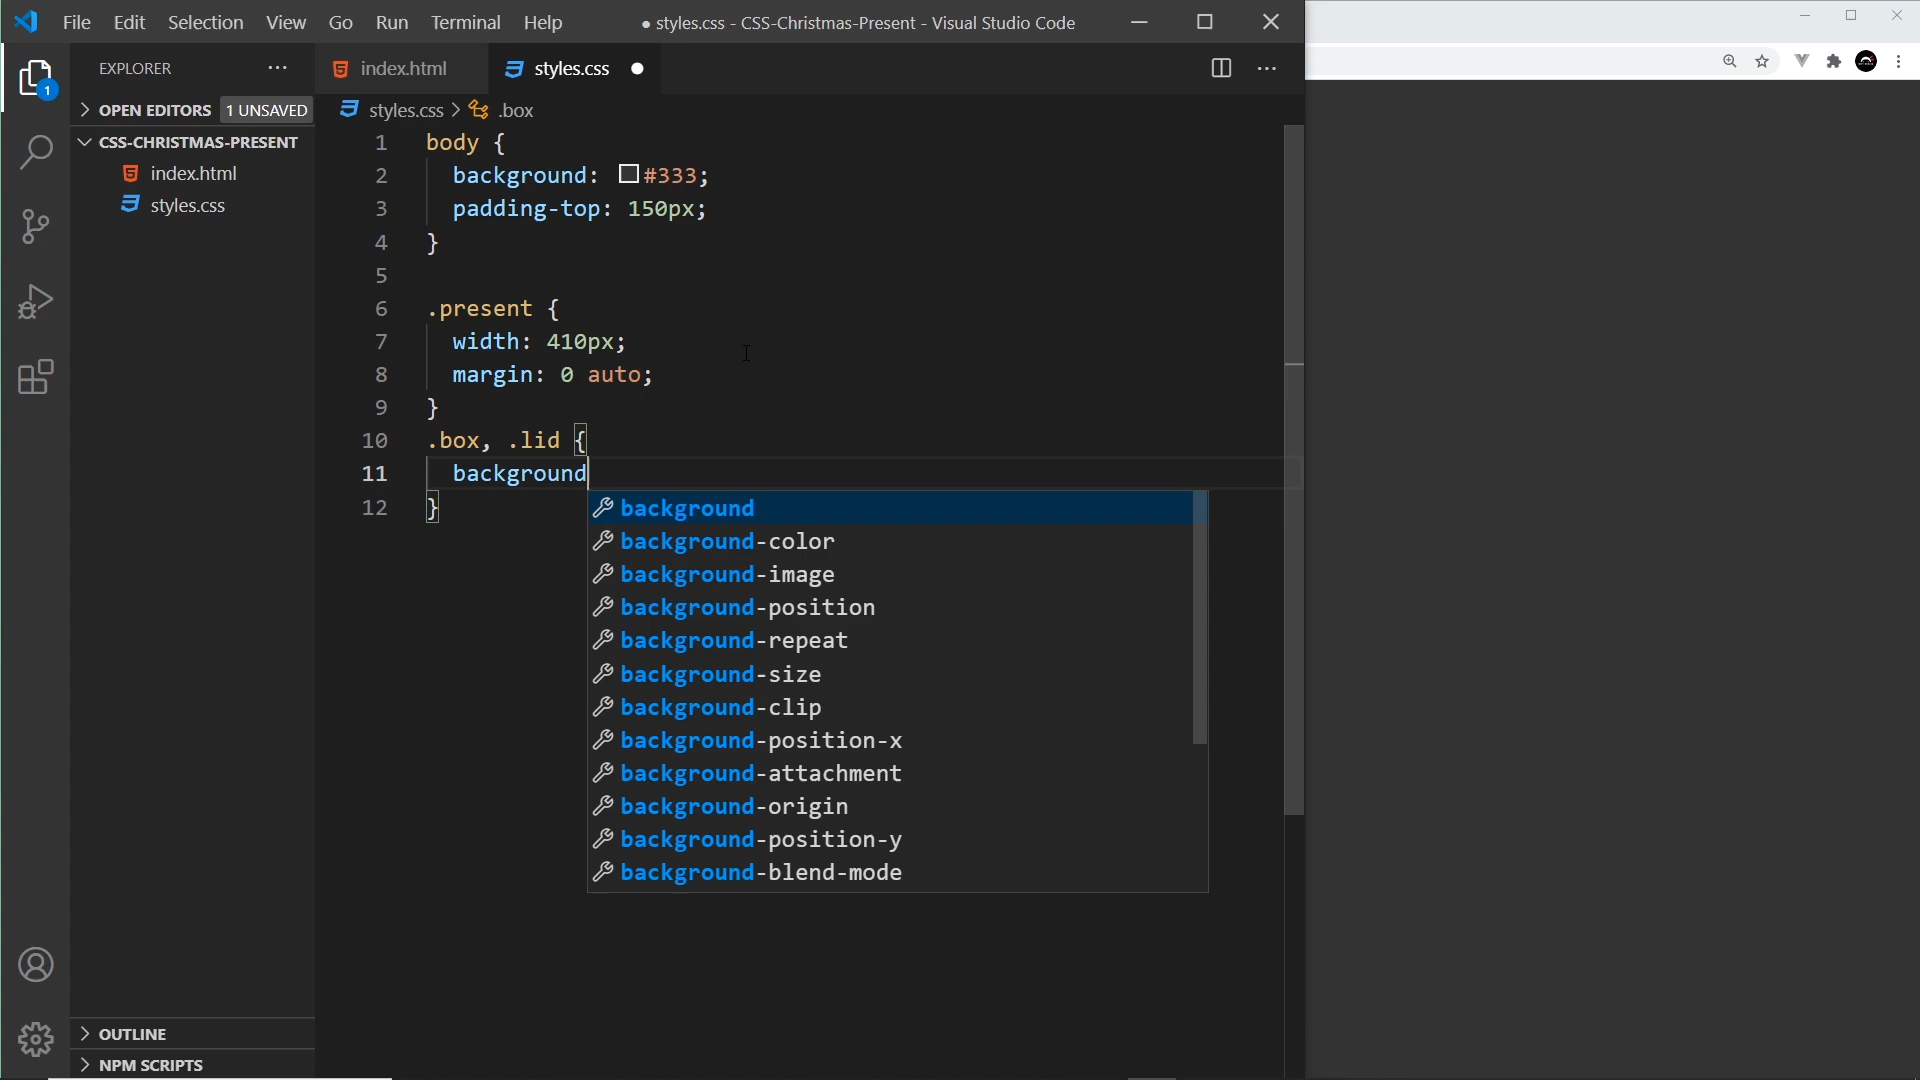 File Edit Selection View Go Run Terminal Help ● styles.css - CSS-Christmas-Present - Visual Studio Code
EXPLORER ··· index.html styles.css
1
OPEN EDITORS 1 UNSAVED
styles.css > .box
CSS-CHRISTMAS-PRESENT
index.html
styles.css
1 body {
2 background: #333;
3 padding-top: 150px;
4 }
5
6 .present {
7 width: 410px;
8 margin: 0 auto;
9 }
10 .box, .lid {
11 background
12 }
background
background-color
background-image
background-position
background-repeat
background-size
background-clip
background-position-x
background-attachment
background-origin
background-position-y
background-blend-mode
OUTLINE
NPM SCRIPTS